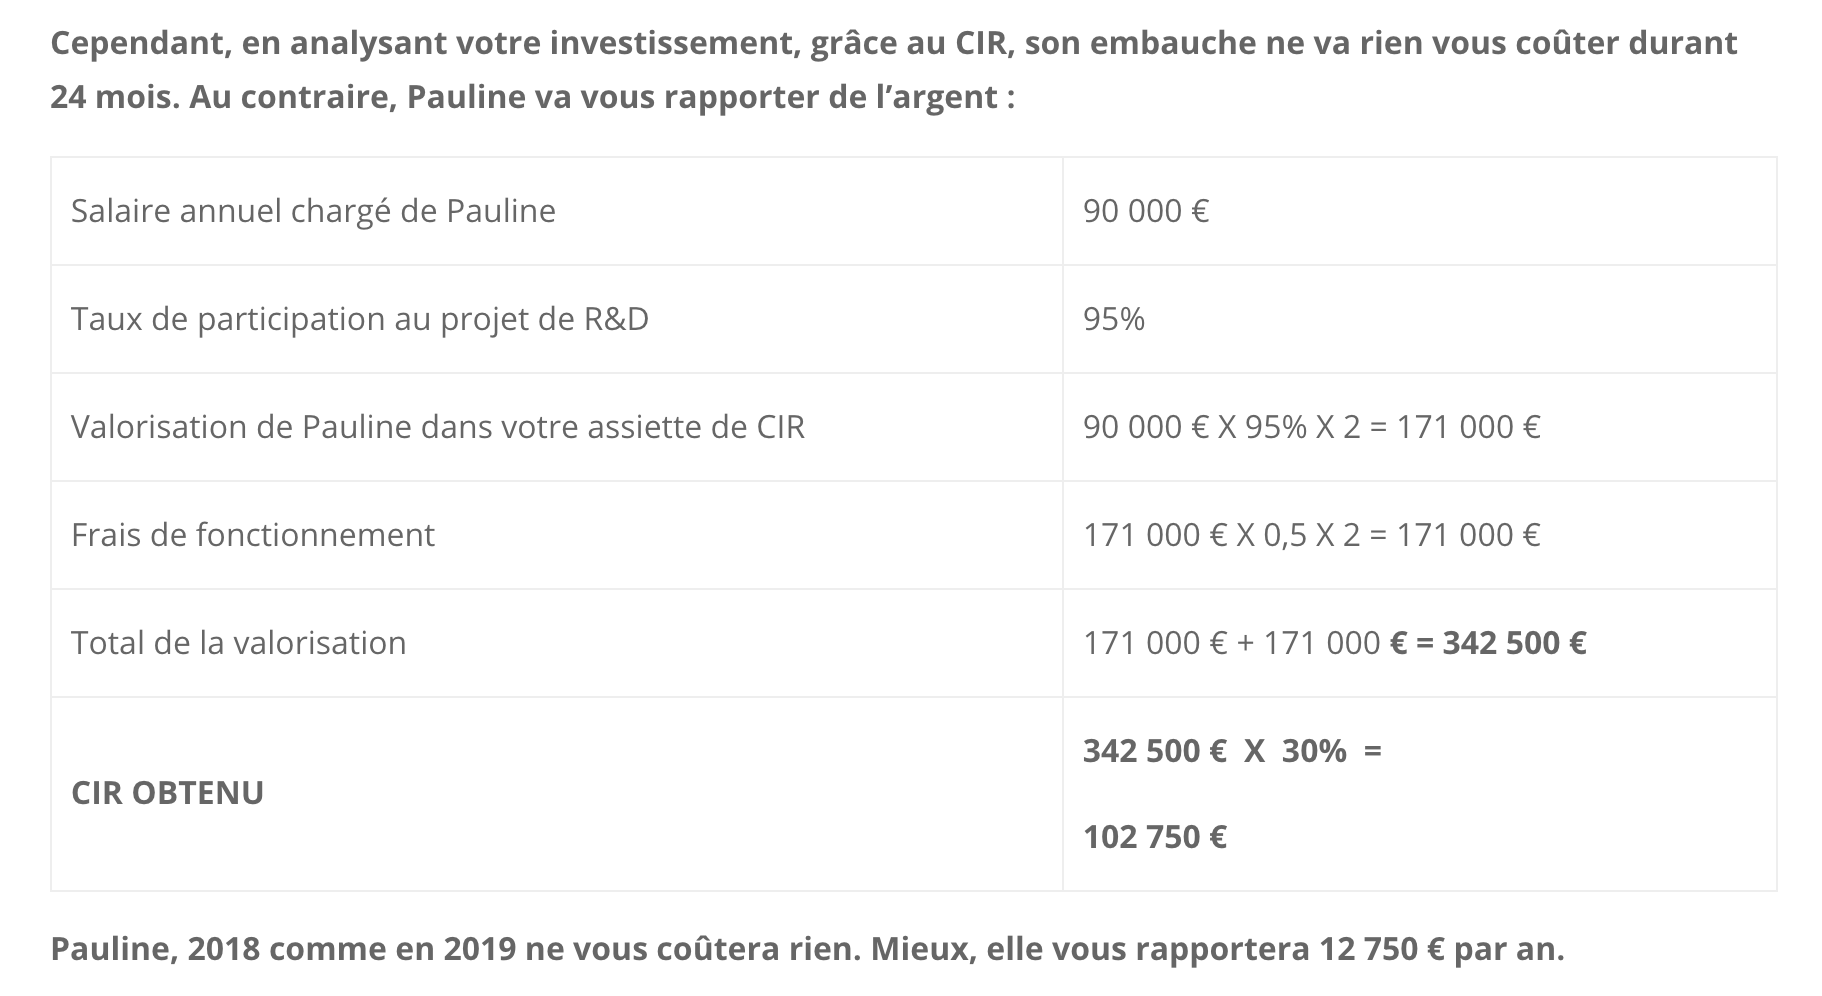 Cependant, en analysant votre investissement, grâce au CIR, son embauche ne va rien vous coûter durant
24 mois. Au contraire, Pauline va vous rapporter de l’argent :
Salaire annuel chargé de Pauline
90 000 €
Taux de participation au projet de R&D
95%
Valorisation de Pauline dans votre assiette de CIR
90 000 € X 95% X 2 = 171 000 €
Frais de fonctionnement
171 000 € X 0,5 X 2 = 171 000 €
Total de la valorisation
171 000 € + 171 000 € = 342 500 €
CIR OBTENU
342 500 € X 30% =
102 750 €
Pauline, 2018 comme en 2019 ne vous coûtera rien. Mieux, elle vous rapportera 12 750 € par an.